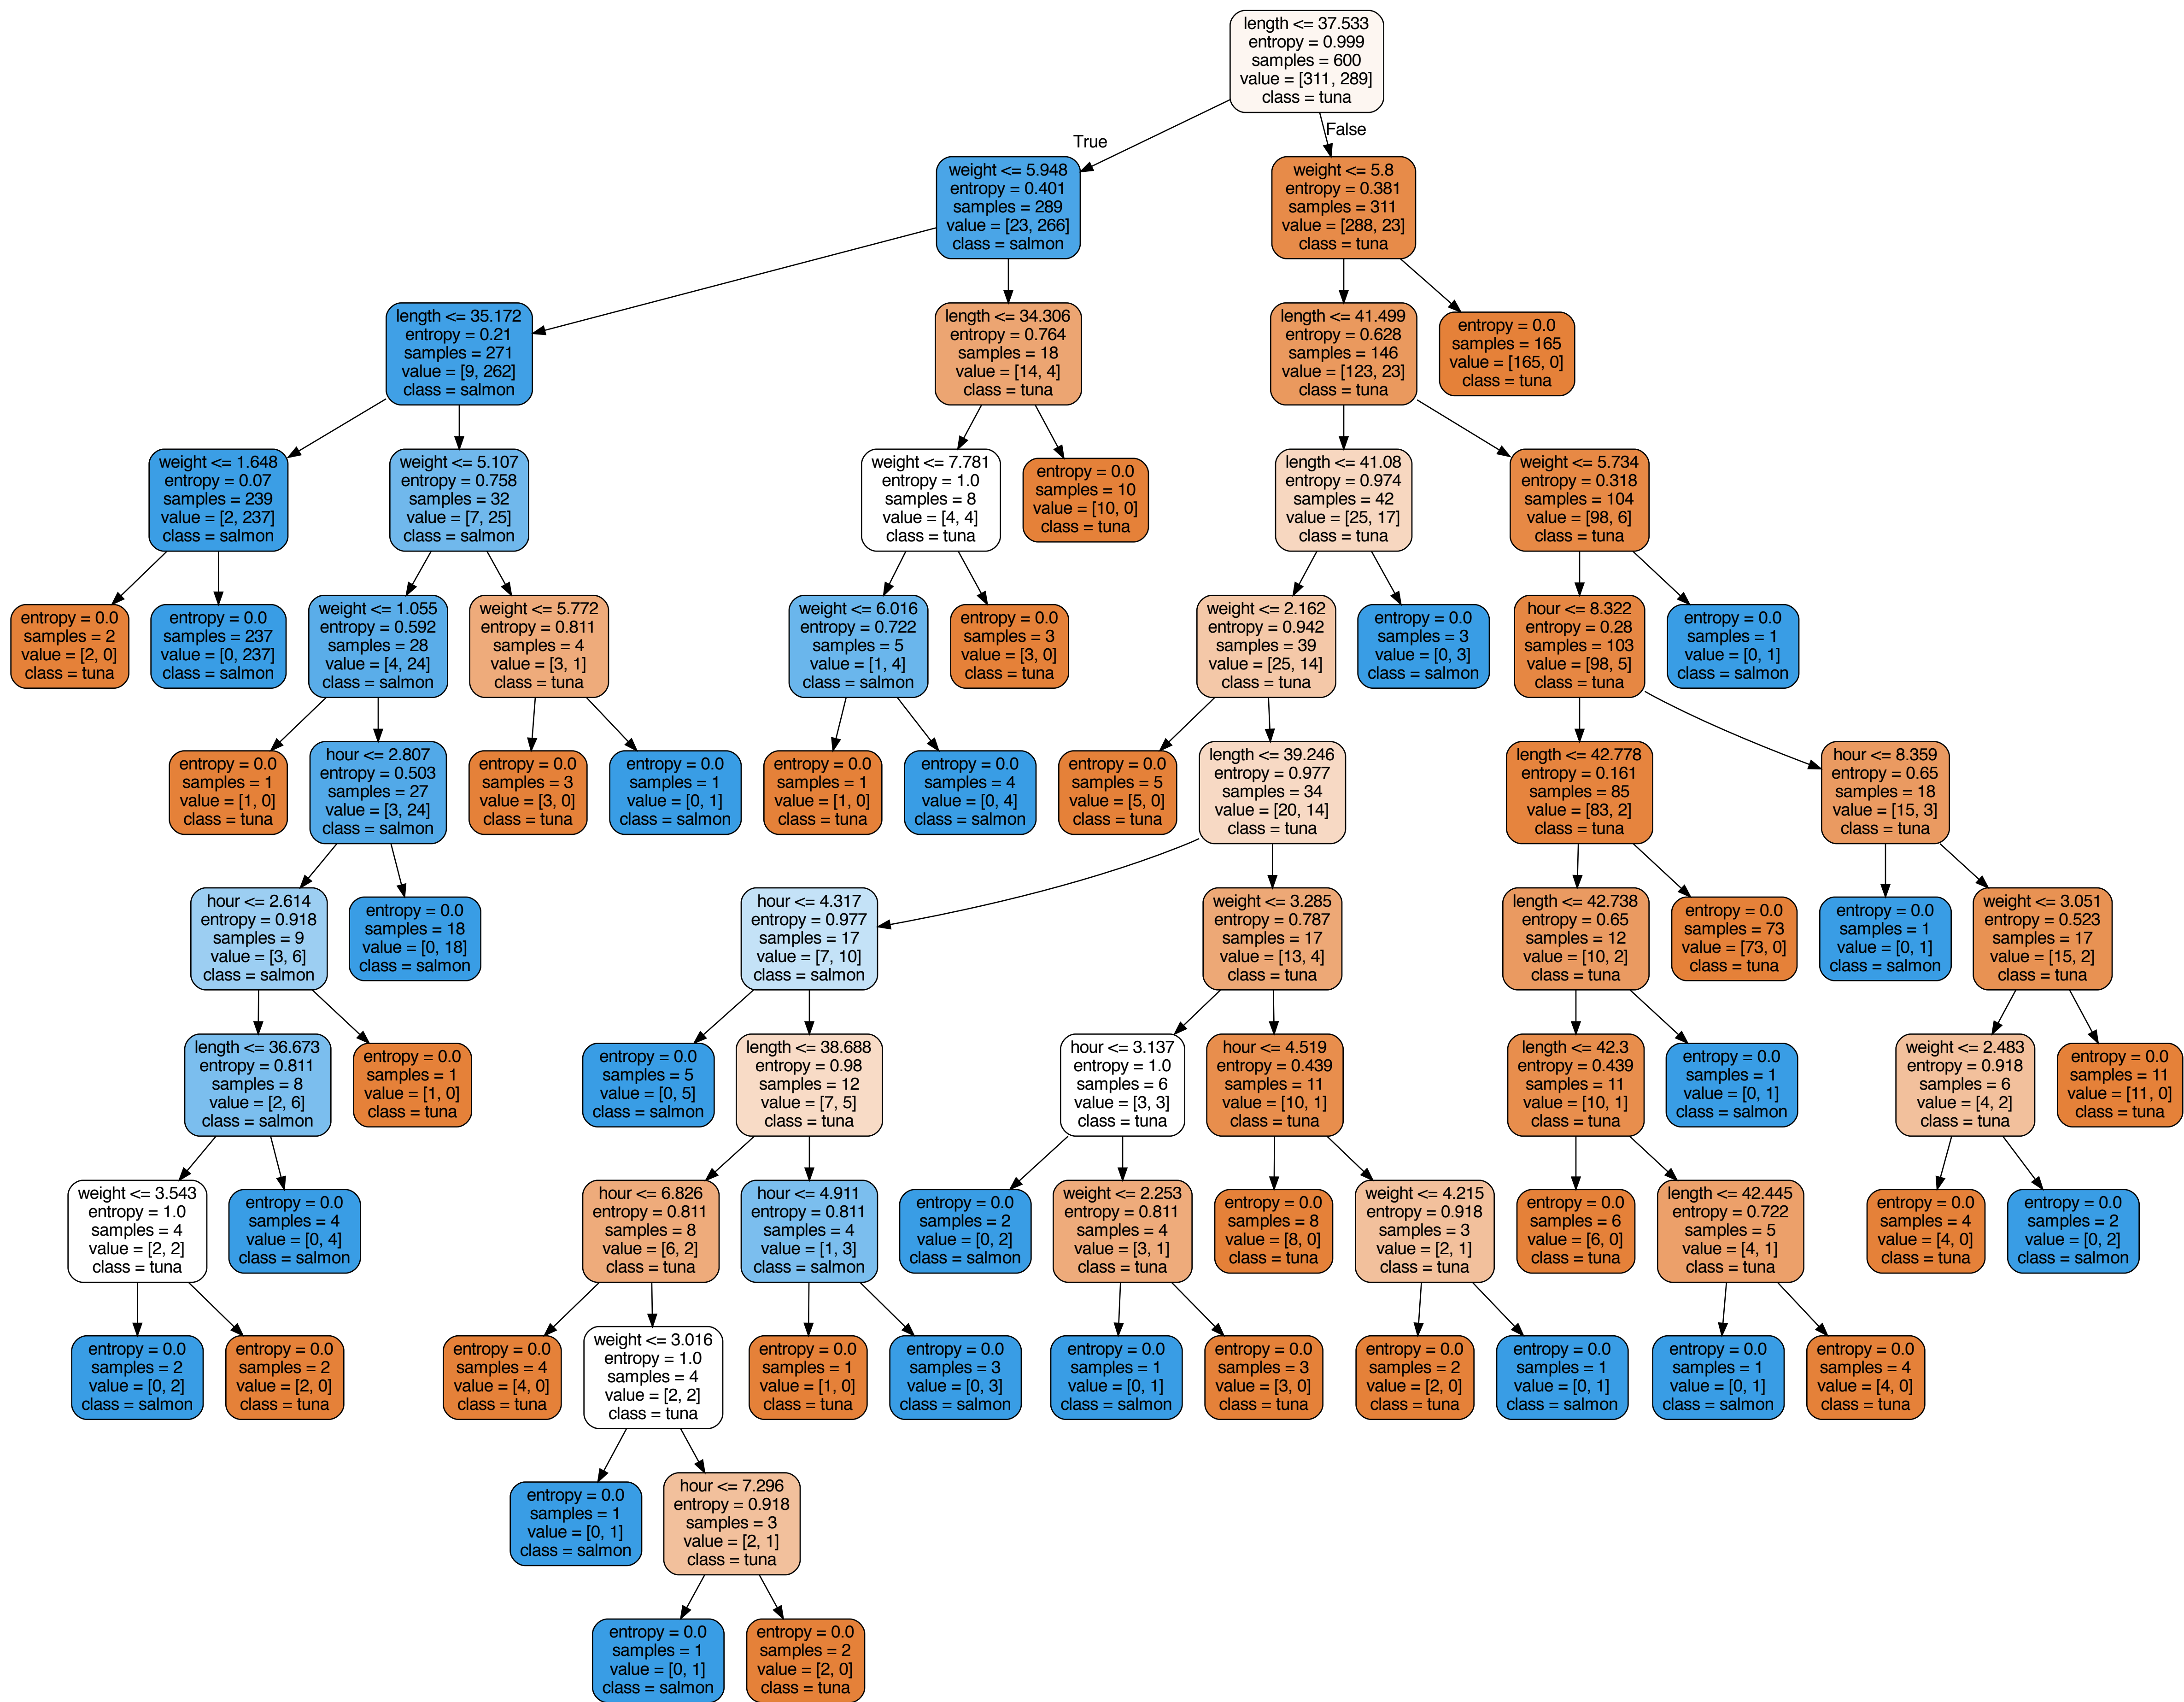 length <= 37.533
entropy = 0.999
samples = 600
value = [311, 289]
class = tuna
True
False
weight <= 5.948
entropy = 0.401
samples = 289
value = [23, 266]
class = salmon
weight <= 5.8
entropy = 0.381
samples = 311
value = [288, 23]
class = tuna
length <= 35.172
entropy = 0.21
samples = 271
value = [9, 262]
class = salmon
length <= 34.306
entropy = 0.764
samples = 18
value = [14, 4]
class = tuna
length <= 41.499
entropy = 0.628
samples = 146
value = [123, 23]
class = tuna
entropy = 0.0
samples = 165
value = [165, 0]
class = tuna
weight <= 1.648
entropy = 0.07
samples = 239
value = [2, 237]
class = salmon
weight <= 5.107
entropy = 0.758
samples = 32
value = [7, 25]
class = salmon
weight <= 7.781
entropy = 1.0
samples = 8
value = [4, 4]
class = tuna
entropy = 0.0
samples = 10
value = [10, 0]
class = tuna
length <= 41.08
entropy = 0.974
samples = 42
value = [25, 17]
class = tuna
weight <= 5.734
entropy = 0.318
samples = 104
value = [98, 6]
class = tuna
entropy = 0.0
samples = 2
value = [2, 0]
class = tuna
entropy = 0.0
samples = 237
value = [0, 237]
class = salmon
weight <= 1.055
entropy = 0.592
samples = 28
value = [4, 24]
class = salmon
weight <= 5.772
entropy = 0.811
samples = 4
value = [3, 1]
class = tuna
weight <= 6.016
entropy = 0.722
samples = 5
value = [1, 4]
class = salmon
entropy = 0.0
samples = 3
value = [3, 0]
class = tuna
weight <= 2.162
entropy = 0.942
samples = 39
value = [25, 14]
class = tuna
entropy = 0.0
samples = 3
value = [0, 3]
class = salmon
hour <= 8.322
entropy = 0.28
samples = 103
value = [98, 5]
class = tuna
entropy = 0.0
samples = 1
value = [0, 1]
class = salmon
entropy = 0.0
samples = 1
value = [1, 0]
class = tuna
hour <= 2.807
entropy = 0.503
samples = 27
value = [3, 24]
class = salmon
entropy = 0.0
samples = 3
value = [3, 0]
class = tuna
entropy = 0.0
samples = 1
value = [0, 1]
class = salmon
entropy = 0.0
samples = 1
value = [1, 0]
class = tuna
entropy = 0.0
samples = 4
value = [0, 4]
class = salmon
entropy = 0.0
samples = 5
value = [5, 0]
class = tuna
length <= 39.246
entropy = 0.977
samples = 34
value = [20, 14]
class = tuna
length <= 42.778
entropy = 0.161
samples = 85
value = [83, 2]
class = tuna
hour <= 8.359
entropy = 0.65
samples = 18
value = [15, 3]
class = tuna
hour <= 2.614
entropy = 0.918
samples = 9
value = [3, 6]
class = salmon
entropy = 0.0
samples = 18
value = [0, 18]
class = salmon
hour <= 4.317
entropy = 0.977
samples = 17
value = [7, 10]
class = salmon
weight <= 3.285
entropy = 0.787
samples = 17
value = [13, 4]
class = tuna
length <= 42.738
entropy = 0.65
samples = 12
value = [10, 2]
class = tuna
entropy = 0.0
samples = 73
value = [73, 0]
class = tuna
entropy = 0.0
samples = 1
value = [0, 1]
class = salmon
weight <= 3.051
entropy = 0.523
samples = 17
value = [15, 2]
class = tuna
length <= 36.673
entropy = 0.811
samples = 8
value = [2, 6]
class = salmon
entropy = 0.0
samples = 1
value = [1, 0]
class = tuna
entropy = 0.0
samples = 5
value = [0, 5]
class = salmon
length <= 38.688
entropy = 0.98
samples = 12
value = [7, 5]
class = tuna
hour <= 3.137
entropy = 1.0
samples = 6
value = [3, 3]
class = tuna
hour <= 4.519
entropy = 0.439
samples = 11
value = [10, 1]
class = tuna
length <= 42.3
entropy = 0.439
samples = 11
value = [10, 1]
class = tuna
entropy = 0.0
samples = 1
value = [0, 1]
class = salmon
weight <= 2.483
entropy = 0.918
samples = 6
value = [4, 2]
class = tuna
entropy = 0.0
samples = 11
value = [11, 0]
class = tuna
weight <= 3.543
entropy = 1.0
samples = 4
value = [2, 2]
class = tuna
entropy = 0.0
samples = 4
value = [0, 4]
class = salmon
hour <= 6.826
entropy = 0.811
samples = 8
value = [6, 2]
class = tuna
hour <= 4.911
entropy = 0.811
samples = 4
value = [1, 3]
class = salmon
entropy = 0.0
samples = 2
value = [0, 2]
class = salmon
weight <= 2.253
entropy = 0.811
samples = 4
value = [3, 1]
class = tuna
entropy = 0.0
samples = 8
value = [8, 0]
class = tuna
weight <= 4.215
entropy = 0.918
samples = 3
value = [2, 1]
class = tuna
entropy = 0.0
samples = 6
value = [6, 0]
class = tuna
length <= 42.445
entropy = 0.722
samples = 5
value = [4, 1]
class = tuna
entropy = 0.0
samples = 4
value = [4, 0]
class = tuna
entropy = 0.0
samples = 2
value = [0, 2]
class = salmon
entropy = 0.0
samples = 2
value = [0, 2]
class = salmon
entropy = 0.0
samples = 2
value = [2, 0]
class = tuna
entropy = 0.0
samples = 4
value = [4, 0]
class = tuna
weight <= 3.016
entropy = 1.0
samples = 4
value = [2, 2]
class = tuna
entropy = 0.0
samples = 1
value = [1, 0]
class = tuna
entropy = 0.0
samples = 3
value = [0, 3]
class = salmon
entropy = 0.0
samples = 1
value = [0, 1]
class = salmon
entropy = 0.0
samples = 3
value = [3, 0]
class = tuna
entropy = 0.0
samples = 2
value = [2, 0]
class = tuna
entropy = 0.0
samples = 1
value = [0, 1]
class = salmon
entropy = 0.0
samples = 1
value = [0, 1]
class = salmon
entropy = 0.0
samples = 4
value = [4, 0]
class = tuna
entropy = 0.0
samples = 1
value = [0, 1]
class = salmon
hour <= 7.296
entropy = 0.918
samples = 3
value = [2, 1]
class = tuna
entropy = 0.0
samples = 1
value = [0, 1]
class = salmon
entropy = 0.0
samples = 2
value = [2, 0]
class = tuna